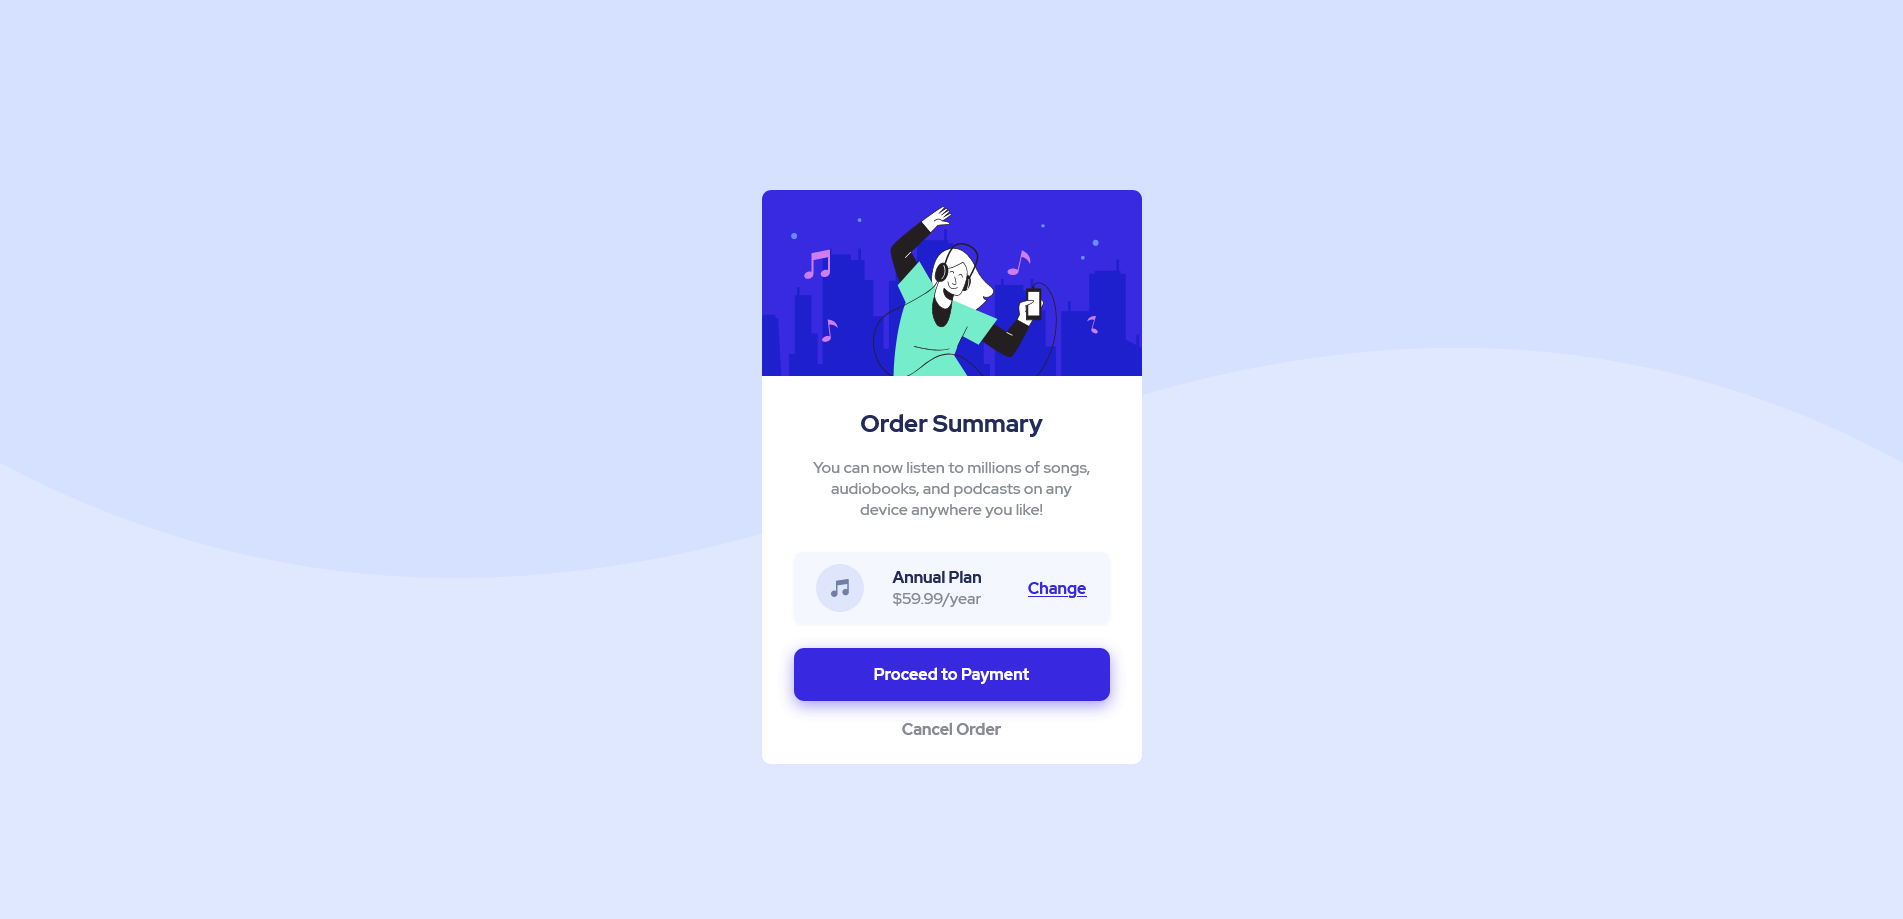 Order Summary
You can now listen to millions of songs,
audiobooks, and podcasts on any
device anywhere you like!
Annual Plan
$59.99/year
Change
Proceed to Payment
Cancel Order